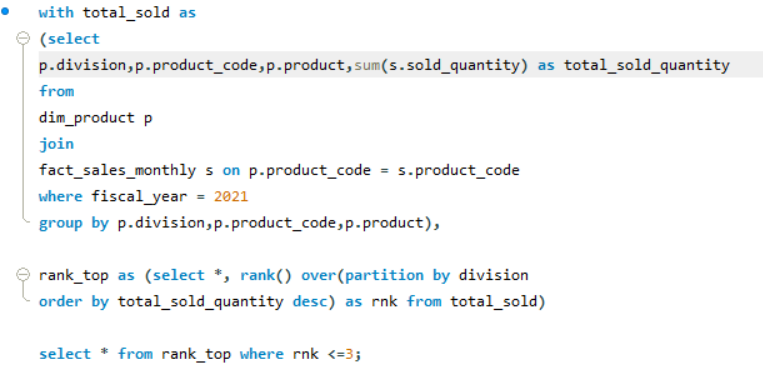 with total_sold as
(select
p.division,p.product_code,p.product,sum(s.sold_quantity) as total_sold_quantity
from
dim_product p
join
fact_sales_monthly s on p.product_code = s.product_code
where fiscal_year = 2021
group by p.division,p.product_code,p.product),
rank_top as (select *, rank() over(partition by division
order by total_sold_quantity desc) as rnk from total_sold)
select * from rank_top where rnk <=3;